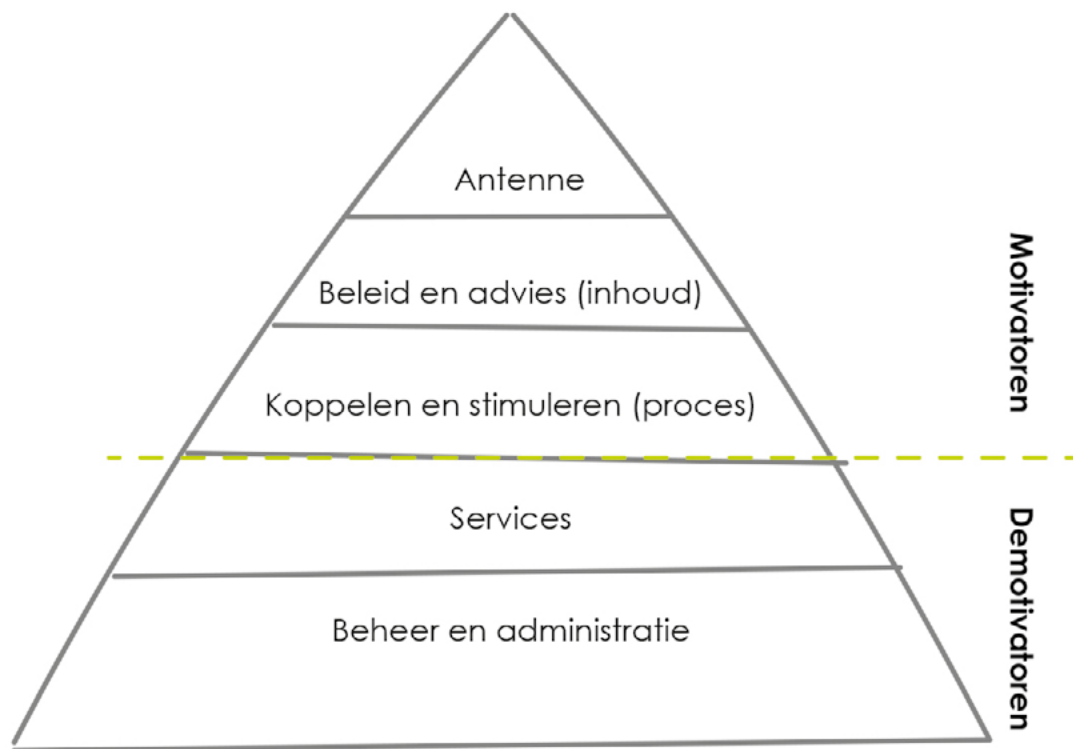 Antenne
Beleid en advies (inhoud)
Koppelen en stimuleren (proces)
Services
Beheer en administratie
Motivatoren
Demotivatoren